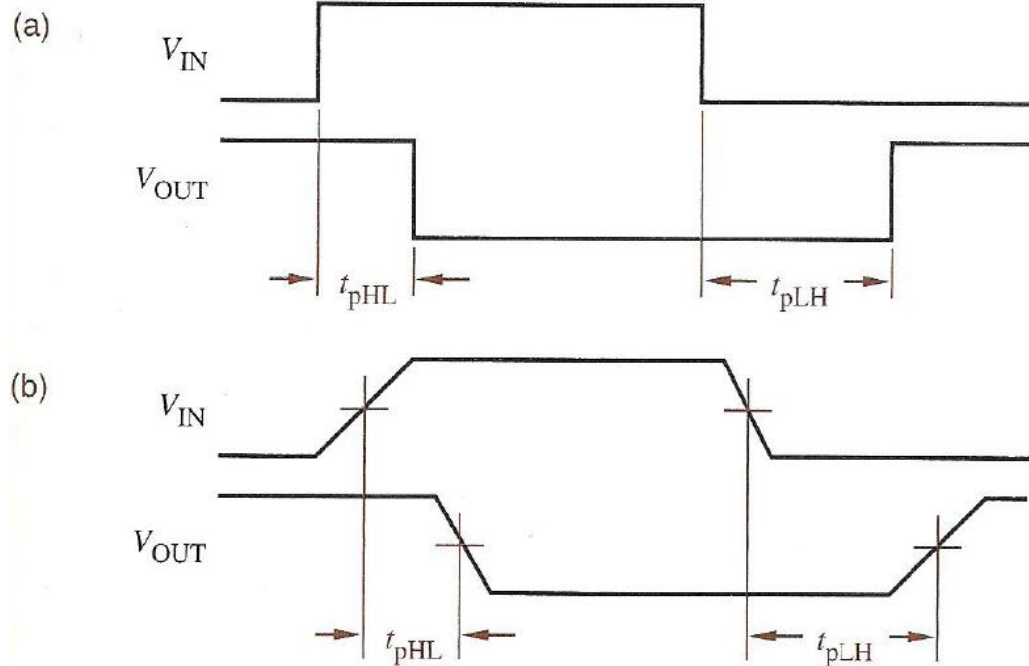 (a)
V_IN
V_OUT
t_pHL t_pLH
(b)
V_IN
V_OUT
t_pHL t_pLH